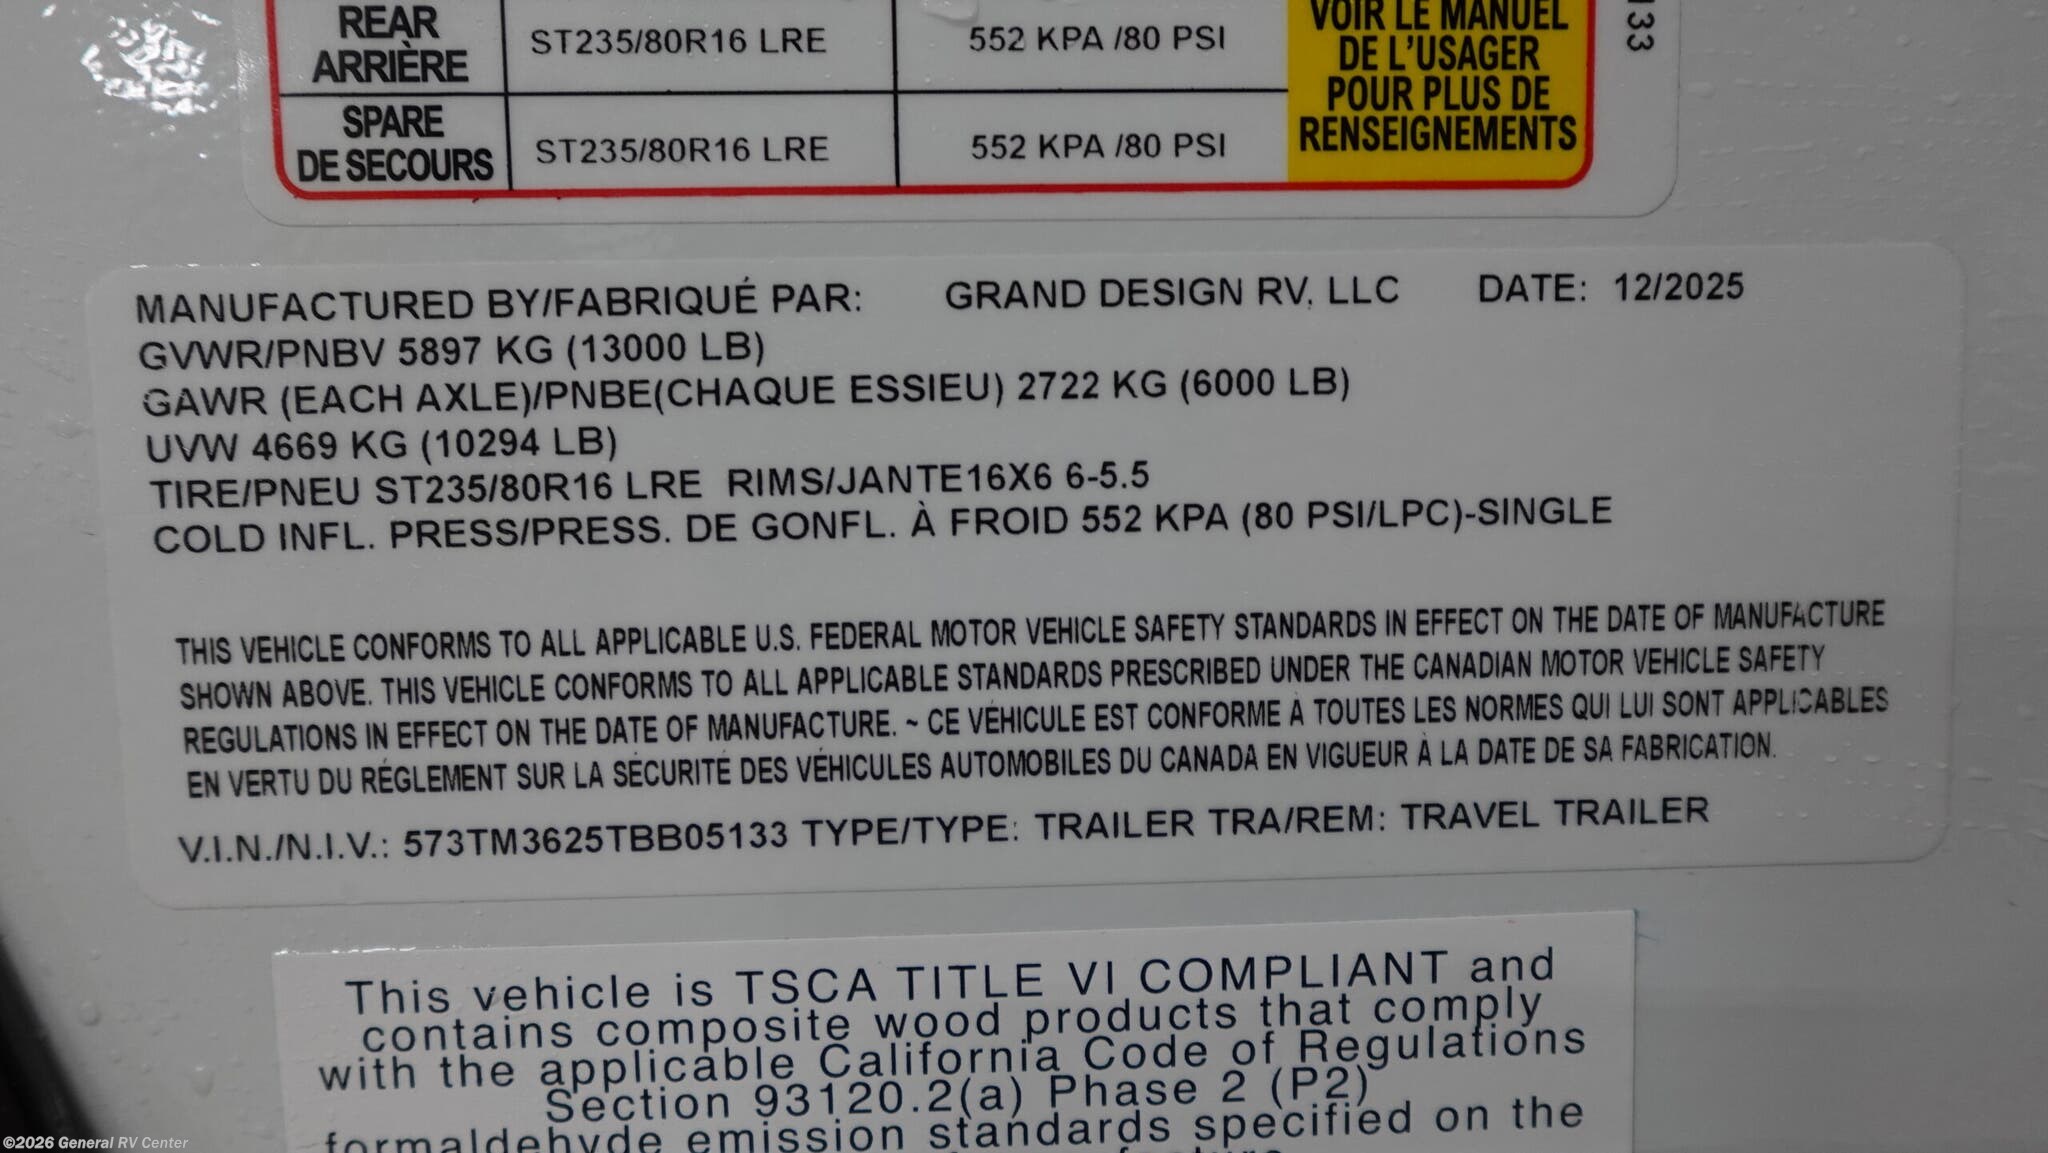 REAR
ARRIÈRE
ST235/80R16 LRE
552 KPA /80 PSI
SPARE
DE SECOURS
ST235/80R16 LRE
552 KPA /80 PSI
VOIR LE MANUEL
DE L'USAGER
POUR PLUS DE
RENSEIGNEMENTS
133
MANUFACTURED BY/FABRIQUÉ PAR: GRAND DESIGN RV, LLC DATE: 12/2025
GVWR/PNBV 5897 KG (13000 LB)
GAWR (EACH AXLE)/PNBE(CHAQUE ESSIEU) 2722 KG (6000 LB)
UVW 4669 KG (10294 LB)
TIRE/PNEU ST235/80R16 LRE RIMS/JANTE16X6 6-5.5
COLD INFL. PRESS/PRESS. DE GONFL. À FROID 552 KPA (80 PSI/LPC)-SINGLE
THIS VEHICLE CONFORMS TO ALL APPLICABLE U.S. FEDERAL MOTOR VEHICLE SAFETY STANDARDS IN EFFECT ON THE DATE OF MANUFACTURE
SHOWN ABOVE. THIS VEHICLE CONFORMS TO ALL APPLICABLE STANDARDS PRESCRIBED UNDER THE CANADIAN MOTOR VEHICLE SAFETY
REGULATIONS IN EFFECT ON THE DATE OF MANUFACTURE. ~ CE VÉHICULE EST CONFORME À TOUTES LES NORMES QUI LUI SONT APPLICABLES
EN VERTU DU RÉGLEMENT SUR LA SÉCURITÉ DES VÉHICULES AUTOMOBILES DU CANADA EN VIGUEUR À LA DATE DE SA FABRICATION.
V.I.N./N.I.V.: 573TM3625TBB05133 TYPE/TYPE: TRAILER TRA/REM: TRAVEL TRAILER
This vehicle is TSCA TITLE VI COMPLIANT and
contains composite wood products that comply
with the applicable California Code of Regulations
Section 93120.2(a) Phase 2 (P2)
formaldehyde emission standards specified on the
©2026 General RV Center